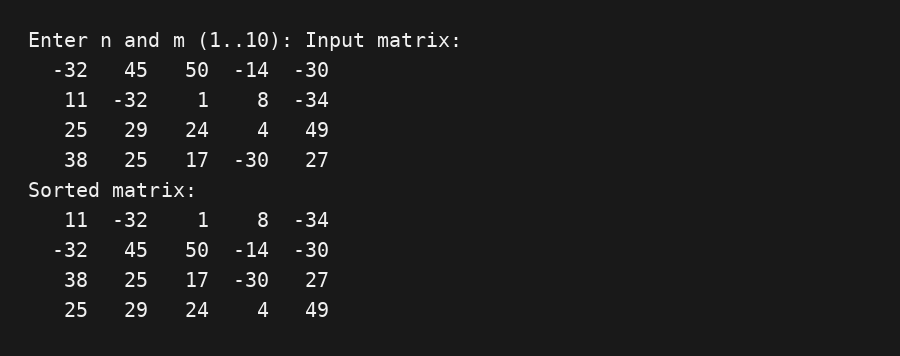 Enter n and m (1..10): Input matrix:
  -32   45   50  -14  -30
   11  -32    1    8  -34
   25   29   24    4   49
   38   25   17  -30   27
Sorted matrix:
   11  -32    1    8  -34
  -32   45   50  -14  -30
   38   25   17  -30   27
   25   29   24    4   49